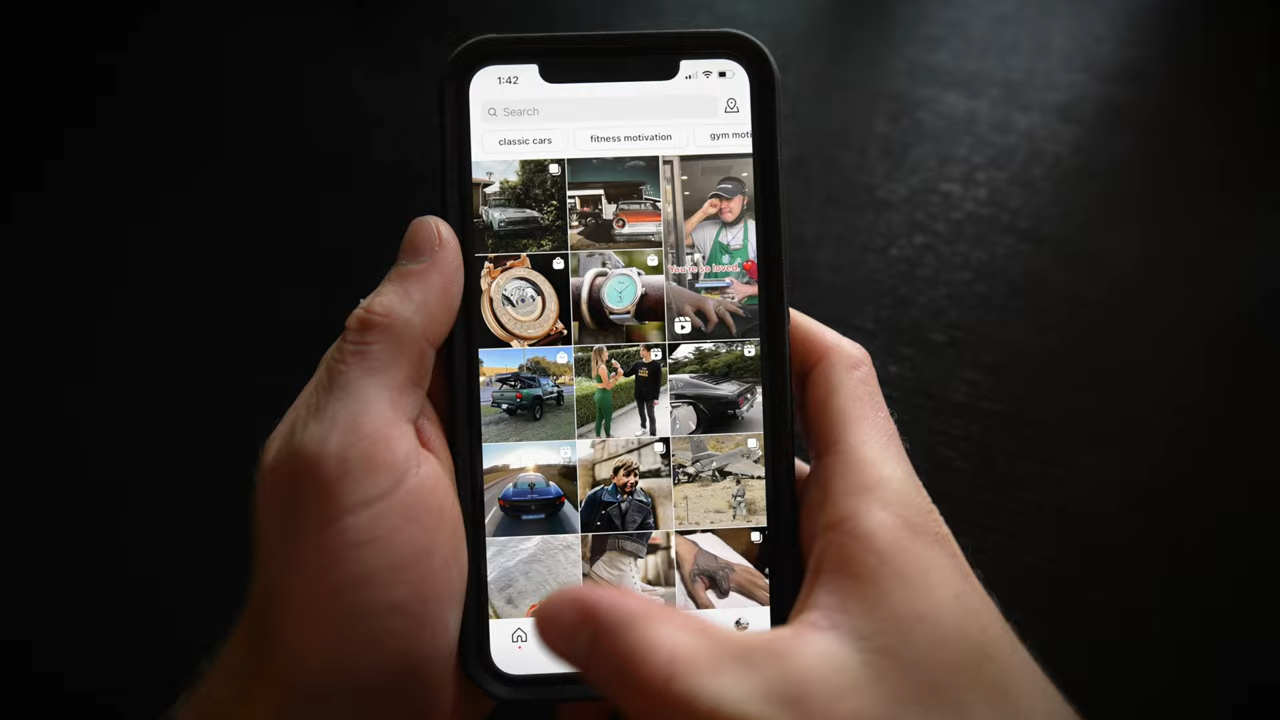 1:42
Search
classic cars
fitness motivation
gym moti
You're so loved.